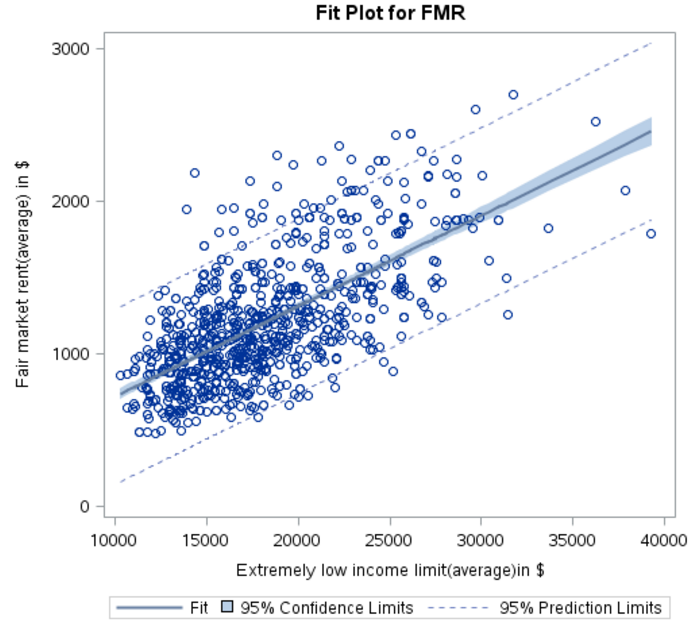 Fit Plot for FMR
3000
2000
1000
0
Fair market rent(average) in $
10000 15000 20000 25000 30000 35000 40000
Extremely low income limit(average)in $
Fit 95% Confidence Limits 95% Prediction Limits